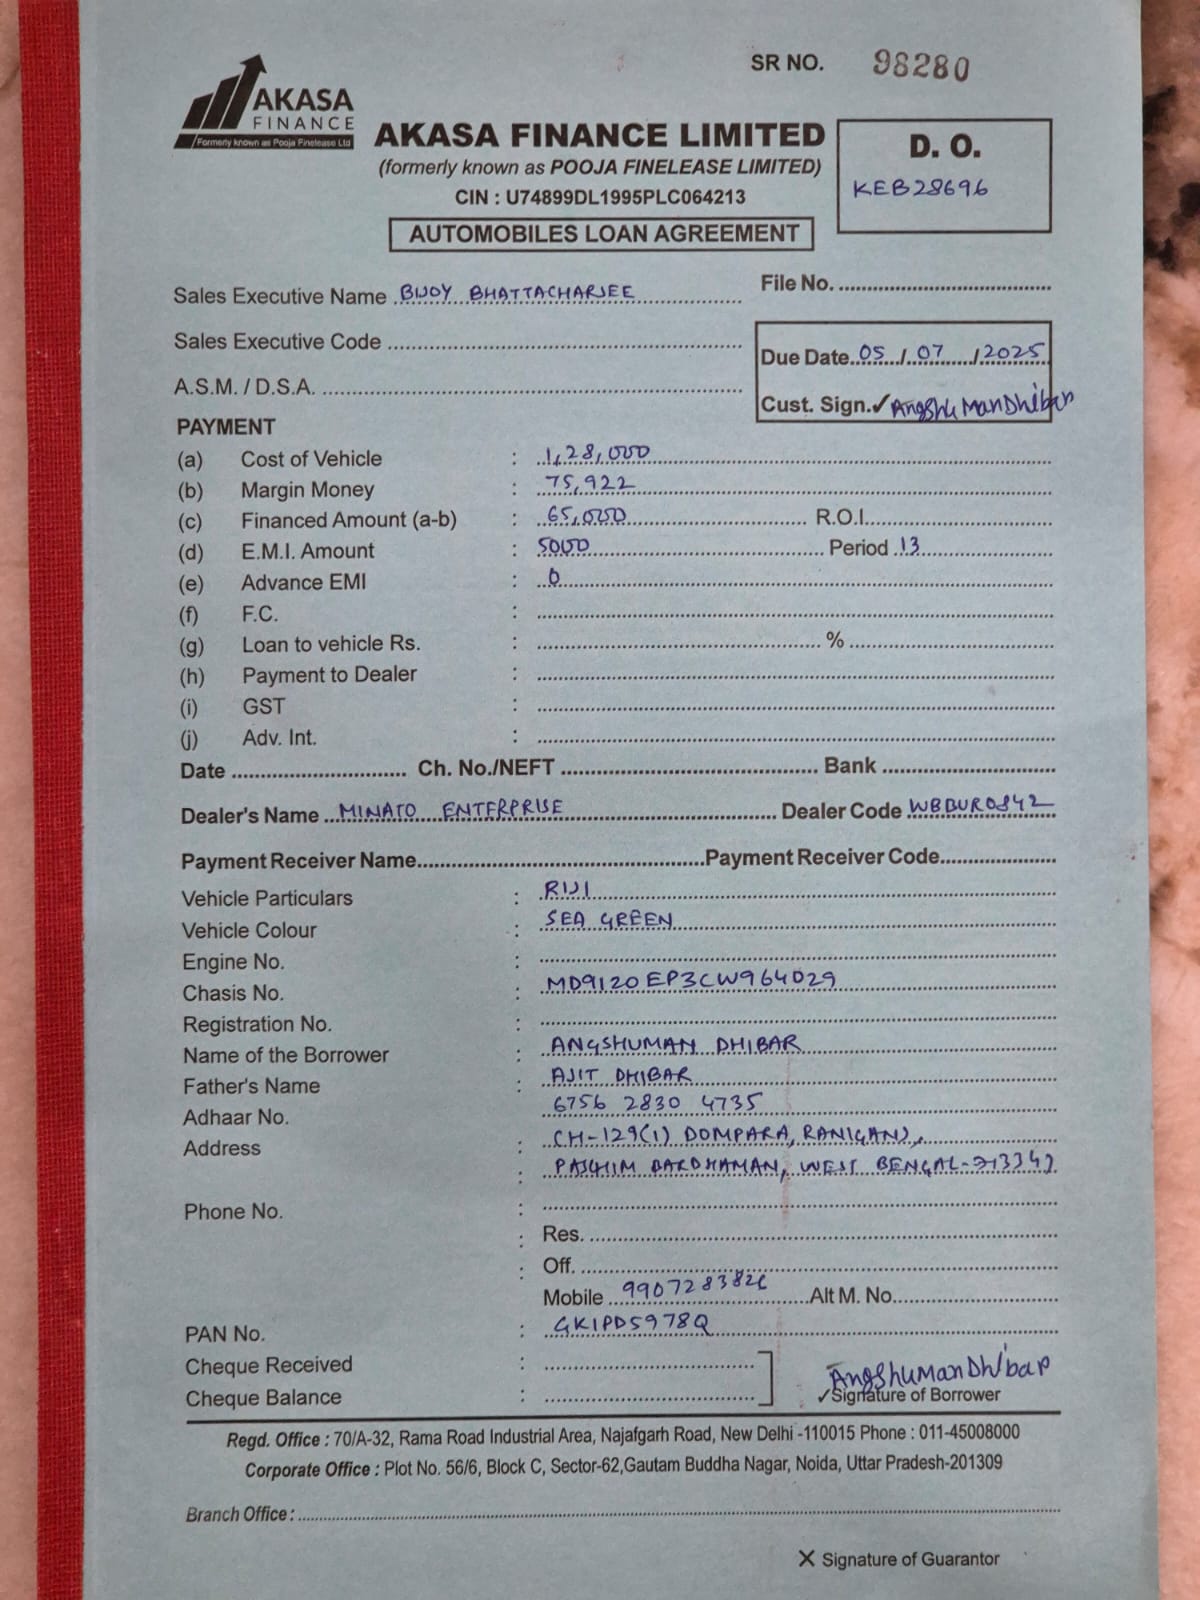 SR NO. 98280
AKASA
FINANCE
Formerly known as Pooja Finelease Ltd
AKASA FINANCE LIMITED
(formerly known as POOJA FINELEASE LIMITED)
CIN : U74899DL1995PLC064213
AUTOMOBILES LOAN AGREEMENT
D. O.
KEB28696
Sales Executive Name BIJOY BHATTACHARJEE
File No.
Sales Executive Code
A.S.M. / D.S.A.
Due Date 05/07/2025
Cust. Sign. ✓ Angshuman Dhibar
PAYMENT
(a) Cost of Vehicle : 1,28,000
(b) Margin Money : 75,922
(c) Financed Amount (a-b) : 65,000 R.O.I.
(d) E.M.I. Amount : 5000 Period 13
(e) Advance EMI : 0
(f) F.C. :
(g) Loan to vehicle Rs. : %
(h) Payment to Dealer :
(i) GST :
(j) Adv. Int. :
Date Ch. No./NEFT Bank
Dealer's Name MINATO ENTERPRISE Dealer Code WBBUR0842
Payment Receiver Name Payment Receiver Code
Vehicle Particulars : RIJI
Vehicle Colour : SEA GREEN
Engine No. :
Chasis No. : MD9120EP3CW964029
Registration No. :
Name of the Borrower : ANGSHUMAN DHIBAR
Father's Name : AJIT DHIBAR
Adhaar No. 6756 2830 4735
Address : CH-129(1) DOMPARA, RANIGANJ,
: PASCHIM BARDHAMAN, WEST BENGAL-713347
Phone No. :
: Res.
: Off.
Mobile 9907283826 Alt M. No.
PAN No. : GKIPD5978Q
Cheque Received :
Cheque Balance :
Angshuman Dhibar
✓Signature of Borrower
Regd. Office : 70/A-32, Rama Road Industrial Area, Najafgarh Road, New Delhi -110015 Phone : 011-45008000
Corporate Office : Plot No. 56/6, Block C, Sector-62,Gautam Buddha Nagar, Noida, Uttar Pradesh-201309
Branch Office :
X Signature of Guarantor